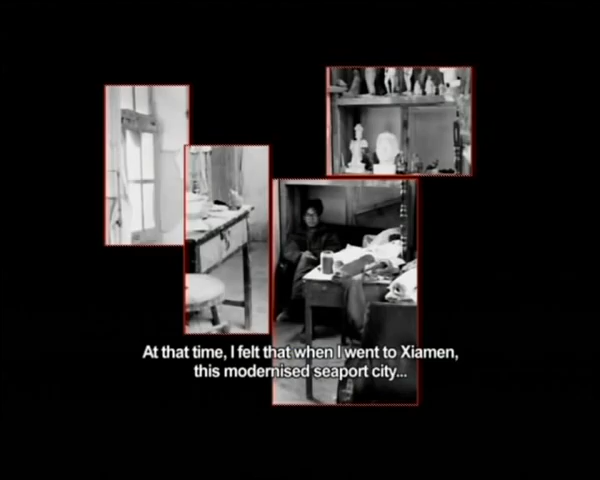 At that time, I felt that when I went to Xiamen,
this modernised seaport city...